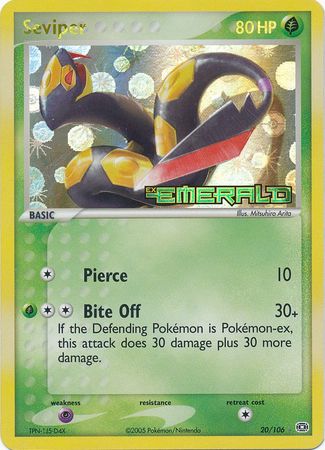 Seviper 80 HP
EX EMERALD
BASIC
Illus. Mitsuhiro Arita
Pierce 10
Bite Off 30+
If the Defending Pokémon is Pokémon-ex,
this attack does 30 damage plus 30 more
damage.
weakness resistance retreat cost
©2005 Pokémon/Nintendo 20/106